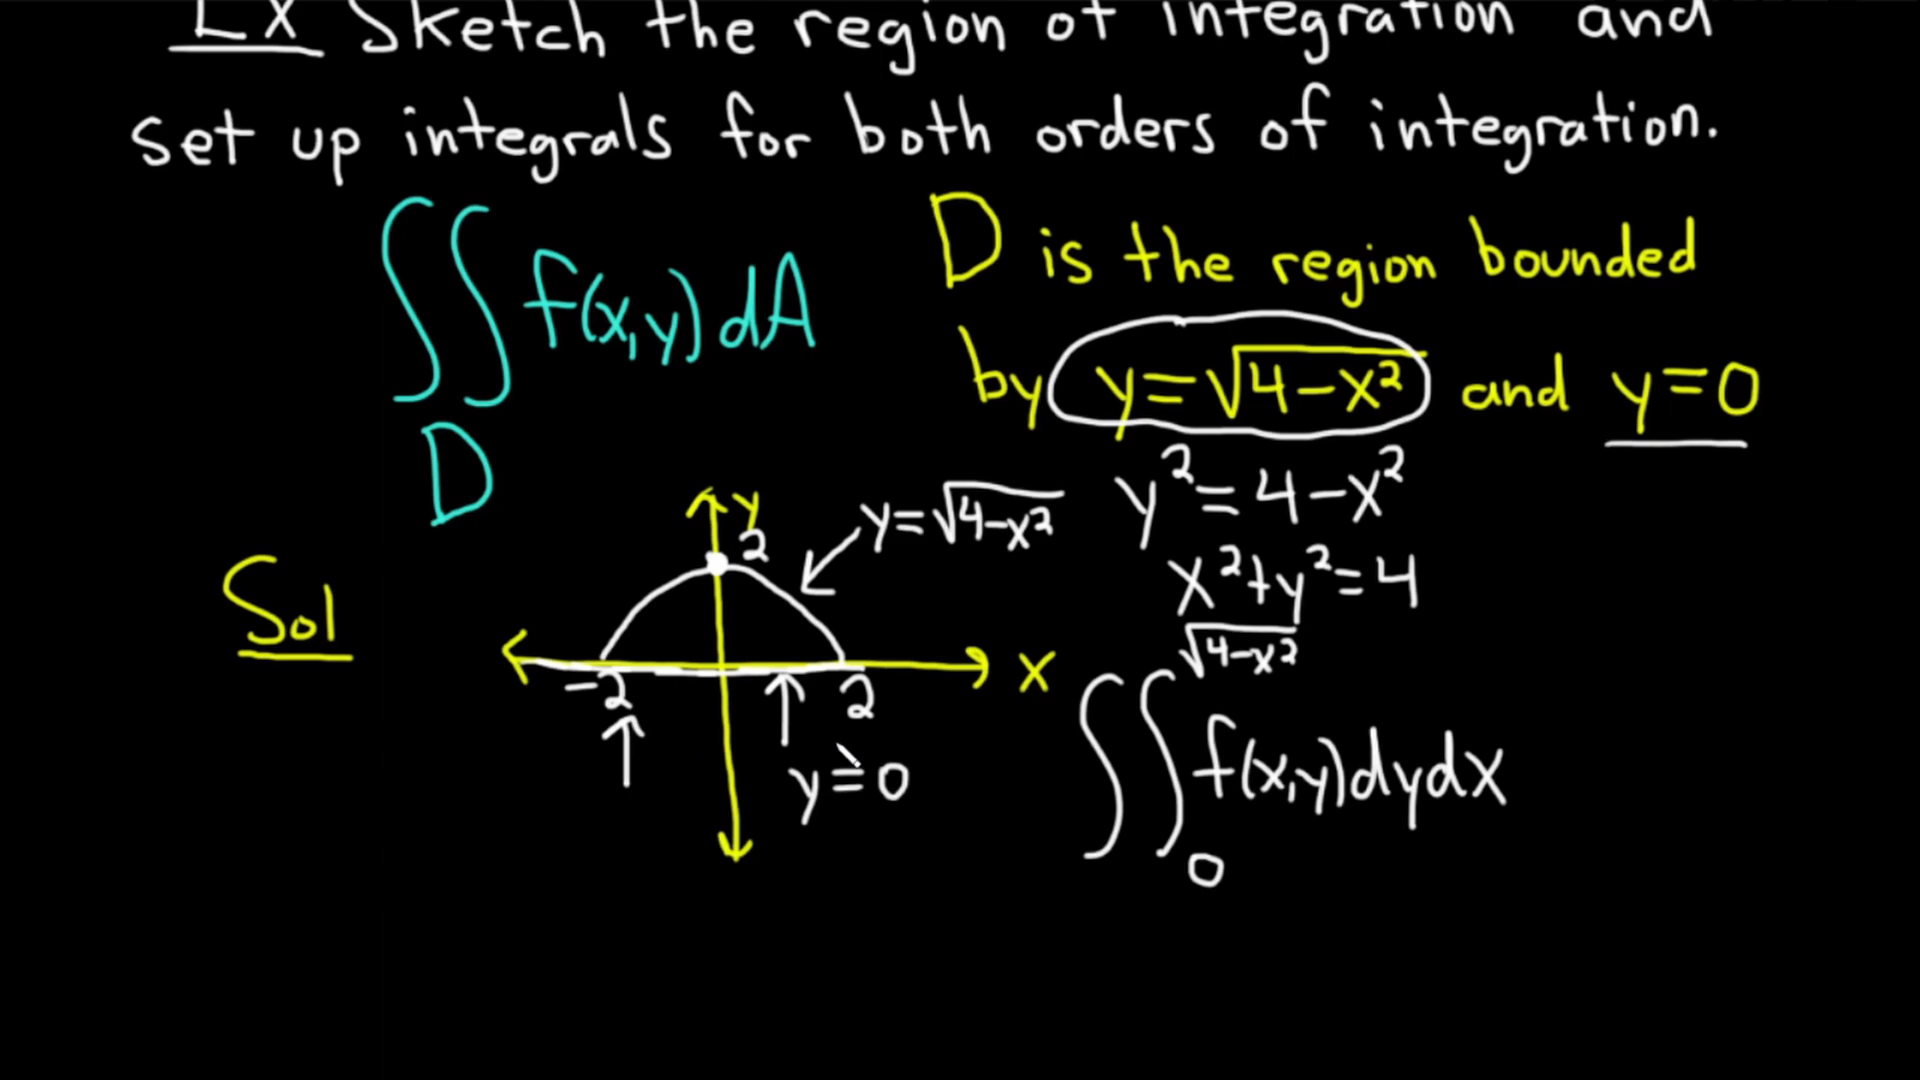 Ex Sketch the region of integration and
set up integrals for both orders of integration.
∬ f(x,y) dA
D
D is the region bounded
by y=√(4-x²) and y=0
y²=4-x²
x²+y²=4
Sol
y
2
y=√(4-x²)
x
-2
2
y=0
√(4-x²)
∬ f(x,y)dydx
0